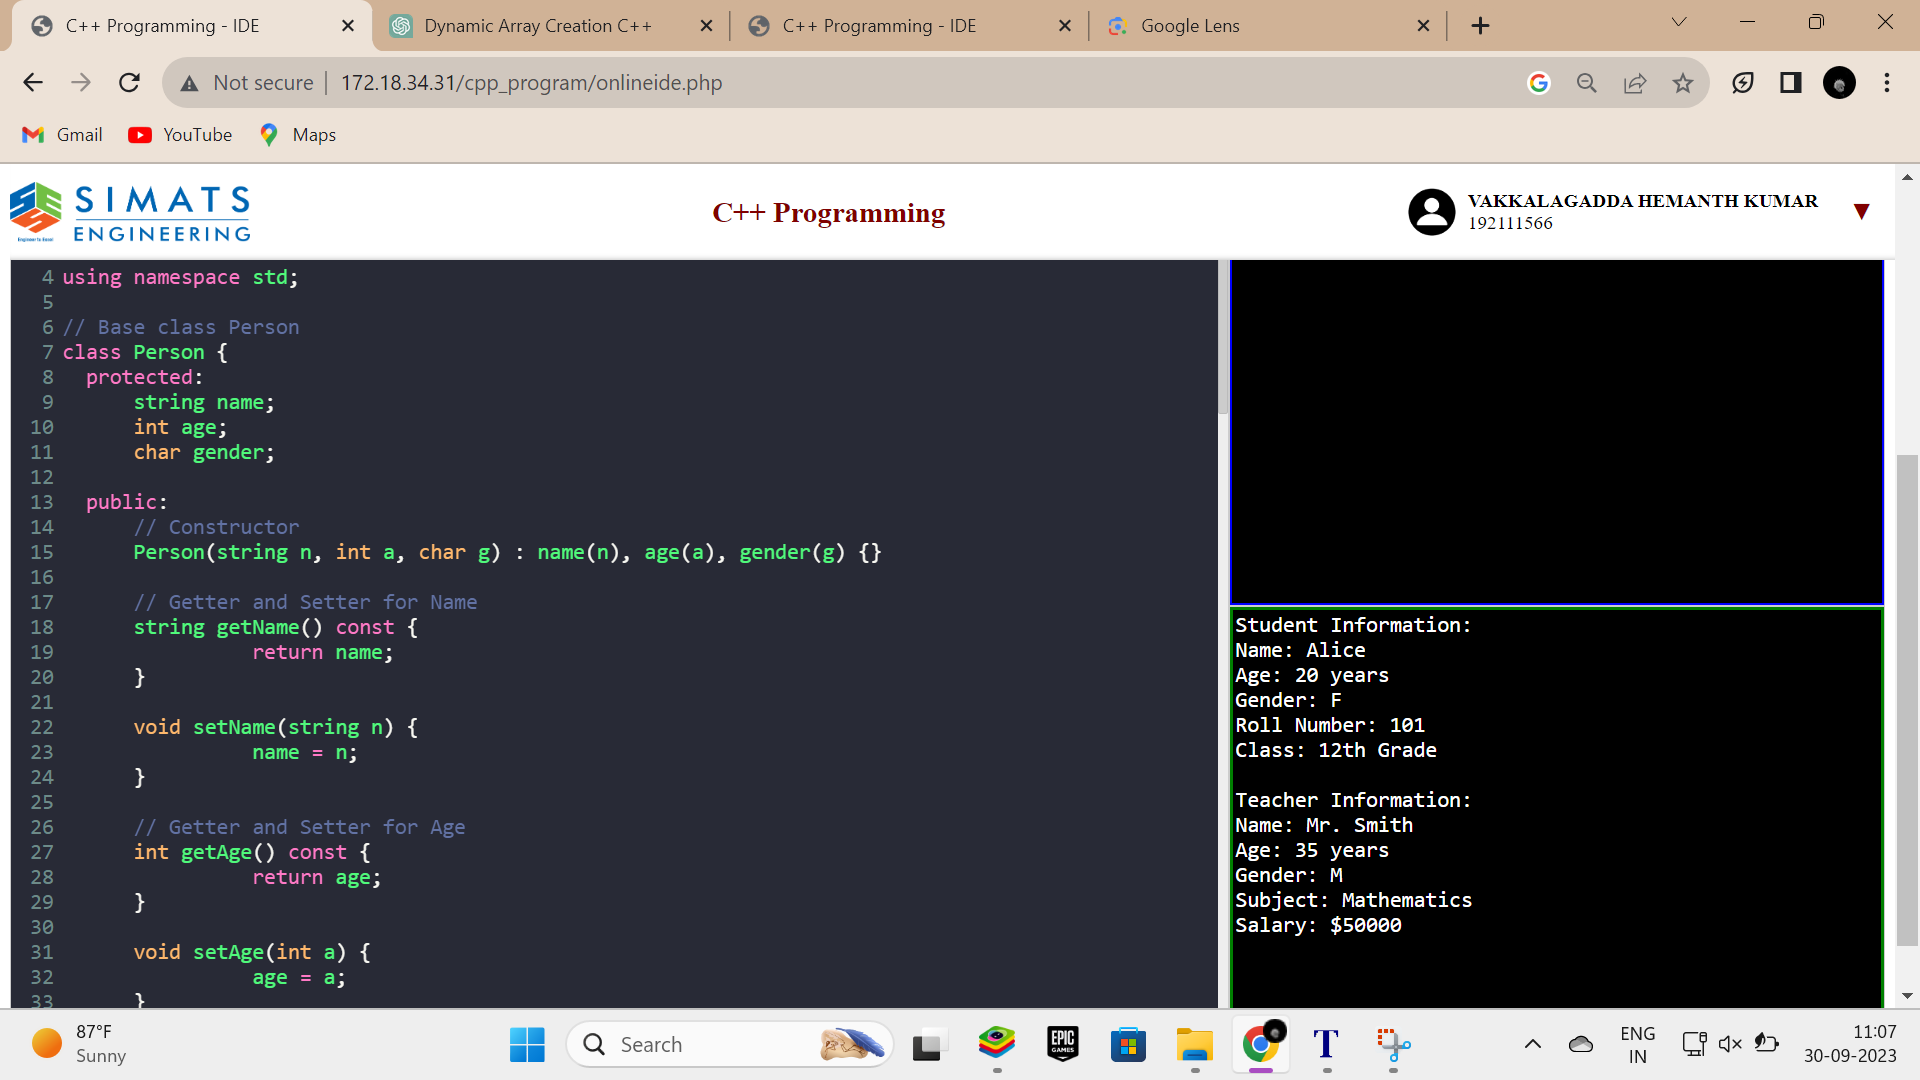 C++ Programming - IDE
Dynamic Array Creation C++
C++ Programming - IDE
Google Lens
Not secure
172.18.34.31/cpp_program/onlineide.php
Gmail
YouTube
Maps
SIMATS
ENGINEERING
Engineer to Excel
C++ Programming
VAKKALAGADDA HEMANTH KUMAR
192111566
4 using namespace std;
5
6 // Base class Person
7 class Person {
8 protected:
9 string name;
10 int age;
11 char gender;
12
13 public:
14 // Constructor
15 Person(string n, int a, char g) : name(n), age(a), gender(g) {}
16
17 // Getter and Setter for Name
18 string getName() const {
19 return name;
20 }
21
22 void setName(string n) {
23 name = n;
24 }
25
26 // Getter and Setter for Age
27 int getAge() const {
28 return age;
29 }
30
31 void setAge(int a) {
32 age = a;
33 }
Student Information:
Name: Alice
Age: 20 years
Gender: F
Roll Number: 101
Class: 12th Grade
Teacher Information:
Name: Mr. Smith
Age: 35 years
Gender: M
Subject: Mathematics
Salary: $50000
87°F
Sunny
Search
EPIC
GAMES
T
ENG
IN
11:07
30-09-2023